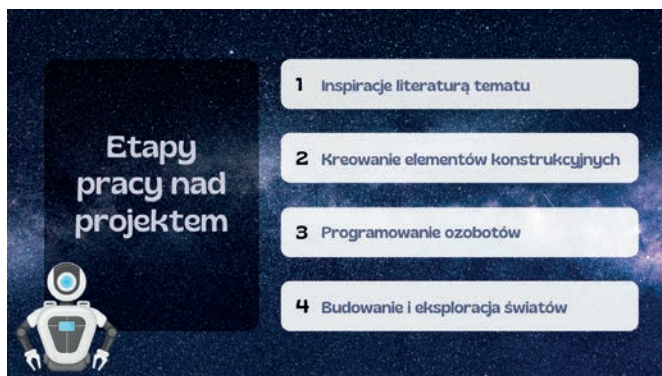 Etapy
pracy nad
projektem
1 Inspiracje literaturą tematu
2 Kreowanie elementów konstrukcyjnych
3 Programowanie ozobotów
4 Budowanie i eksploracja światów